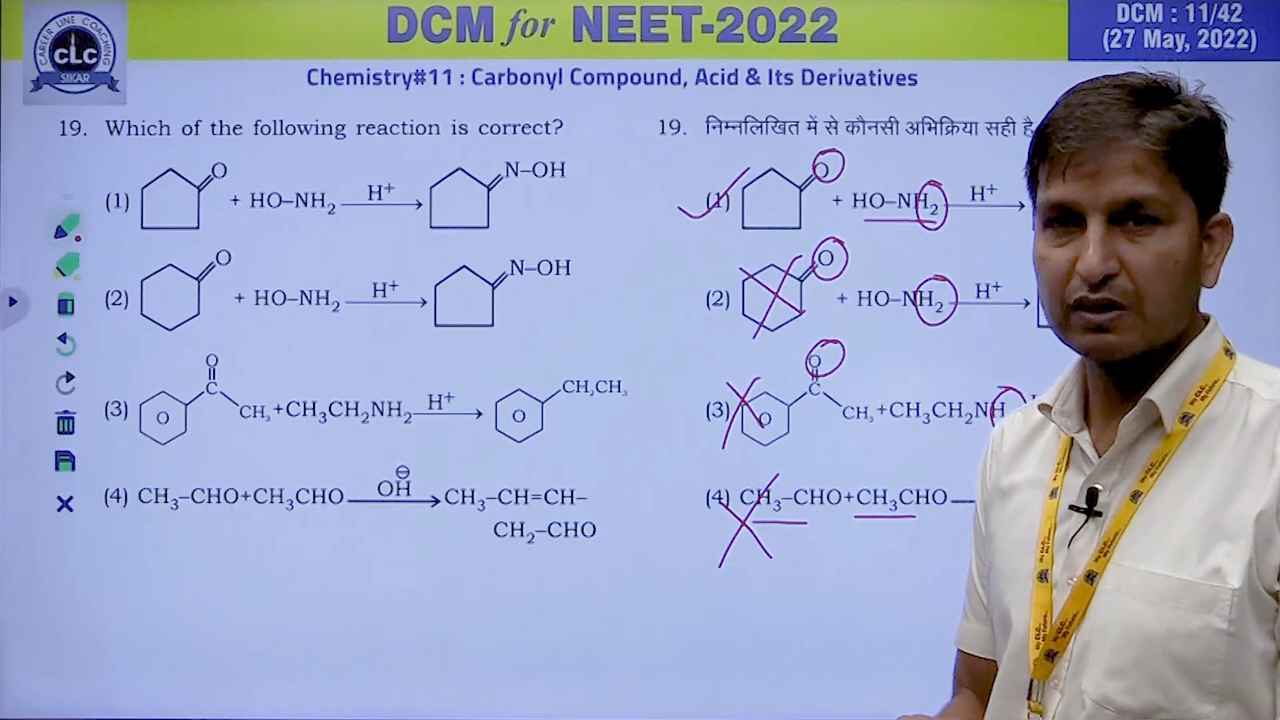 DCM for NEET-2022
DCM : 11/42
(27 May, 2022)
CAREER LINE COACHING
CLC
SIKAR
Chemistry#11 : Carbonyl Compound, Acid & Its Derivatives
19. Which of the following reaction is correct?
(1) O + HO–NH₂ H⁺ N–OH
(2) O + HO–NH₂ H⁺ N–OH
(3) O O C CH₃ + CH₃CH₂NH₂ H⁺ O CH₂CH₃
(4) CH₃–CHO+CH₃CHO O͞H⊖ CH₃–CH=CH–
CH₂–CHO
19. निम्नलिखित में से कौनसी अभिक्रिया सही है
(1) O + HO–NH₂ H⁺
(2) O + HO–NH₂ H⁺
(3) O O C CH₃+CH₃CH₂NH
(4) CH₃–CHO+CH₃CHO